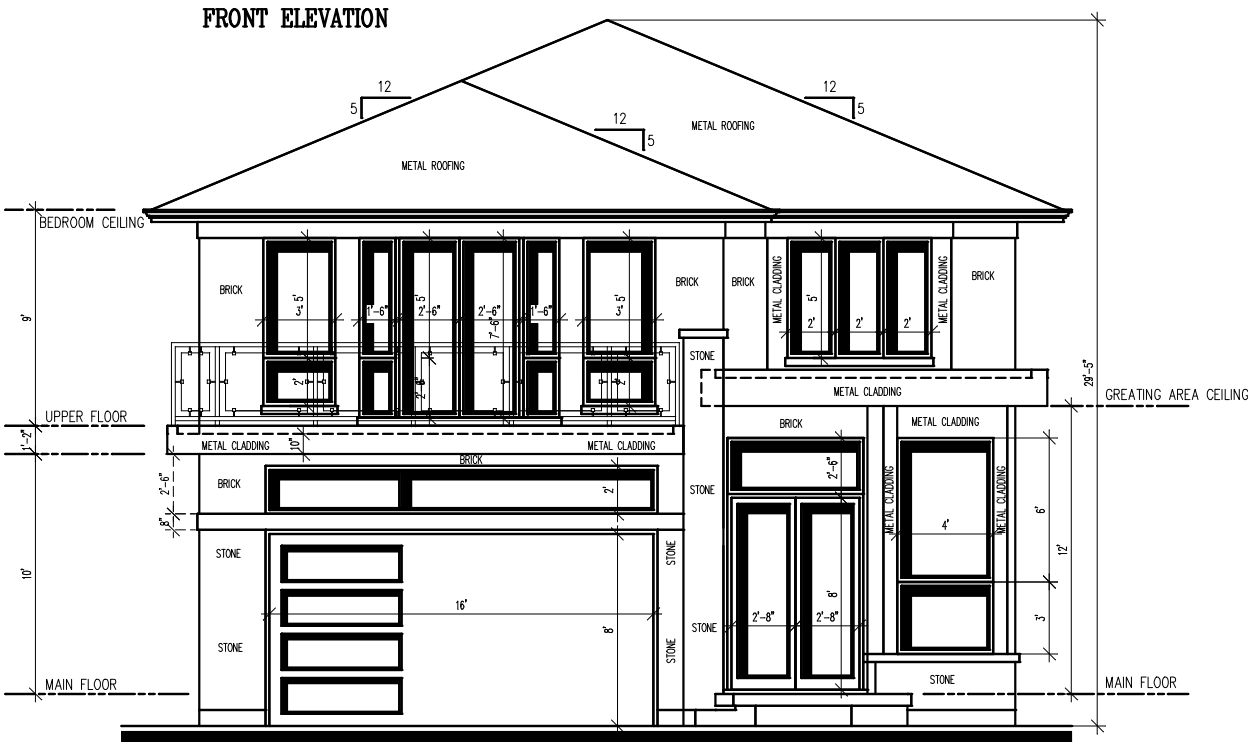 FRONT ELEVATION
12
5
12
5
12
5
METAL ROOFING
METAL ROOFING
BEDROOM CEILING
BRICK
BRICK
BRICK
METAL CLADDING
METAL CLADDING
BRICK
5'
5'
5'
5'
3'
1'-6"
2'-6"
2'-6"
1'-6"
3'
7'-6"
2'
2'
2'
9'
STONE
2'
2'-8"
2'
29'-5"
METAL CLADDING
GREATING AREA CEILING
UPPER FLOOR
1'-2"
METAL CLADDING
10"
METAL CLADDING
BRICK
METAL CLADDING
BRICK
BRICK
2'-6"
2'
STONE
2'-6"
METAL CLADDING
METAL CLADDING
6'
8"
4'
STONE
STONE
12'
10'
16'
8'
8'
2'-8"
2'-8"
3'
STONE
STONE
STONE
STONE
MAIN FLOOR
MAIN FLOOR